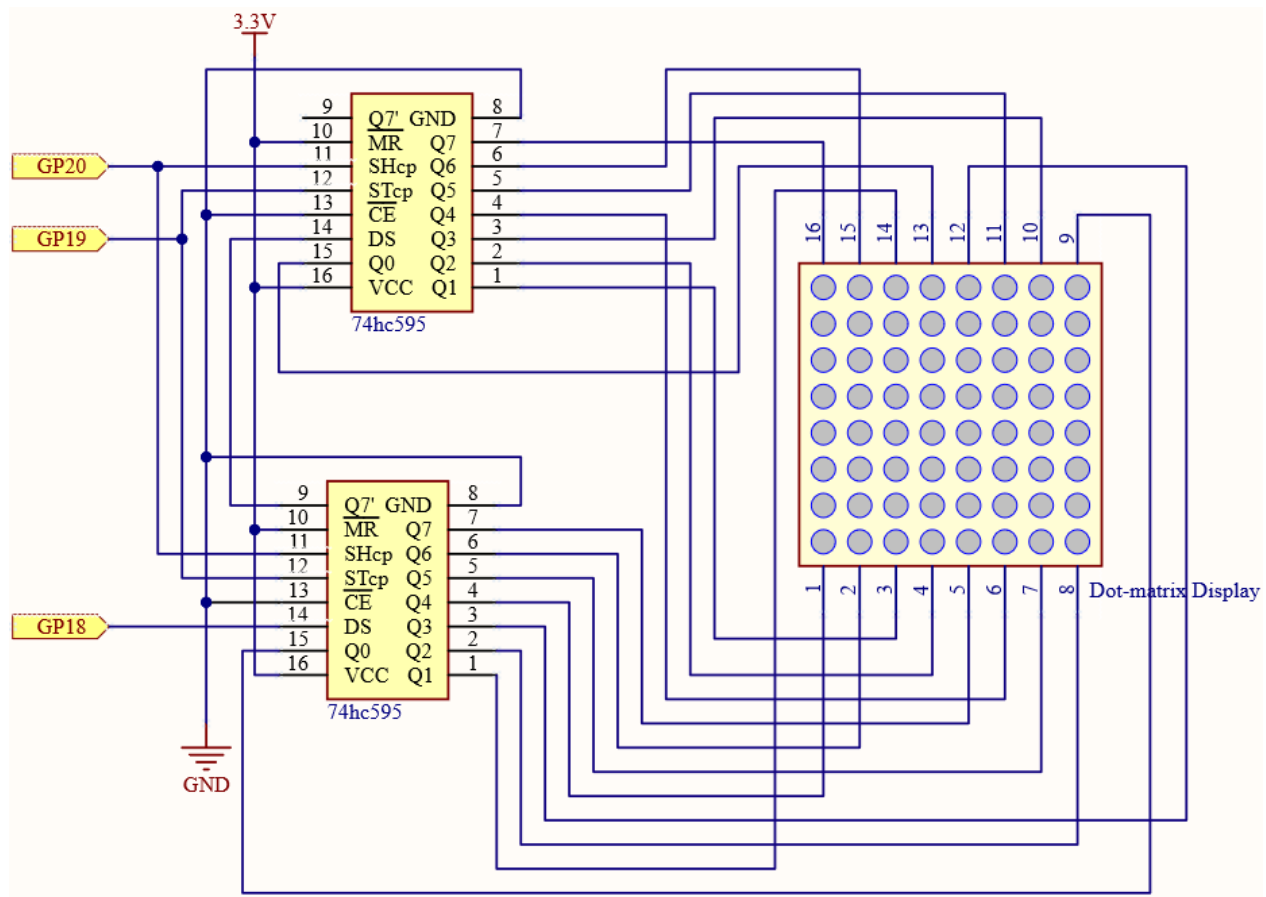 3.3V
9 Q7' GND 8
10 MR Q7 7
11 SHcp Q6 6
12 STcp Q5 5
13 CE Q4 4
14 DS Q3 3
15 Q0 Q2 2
16 VCC Q1 1
74hc595
GP20
GP19
16 15 14 13 12 11 10 9
1 2 3 4 5 6 7 8
Dot-matrix Display
9 Q7' GND 8
10 MR Q7 7
11 SHcp Q6 6
12 STcp Q5 5
13 CE Q4 4
14 DS Q3 3
15 Q0 Q2 2
16 VCC Q1 1
74hc595
GP18
GND